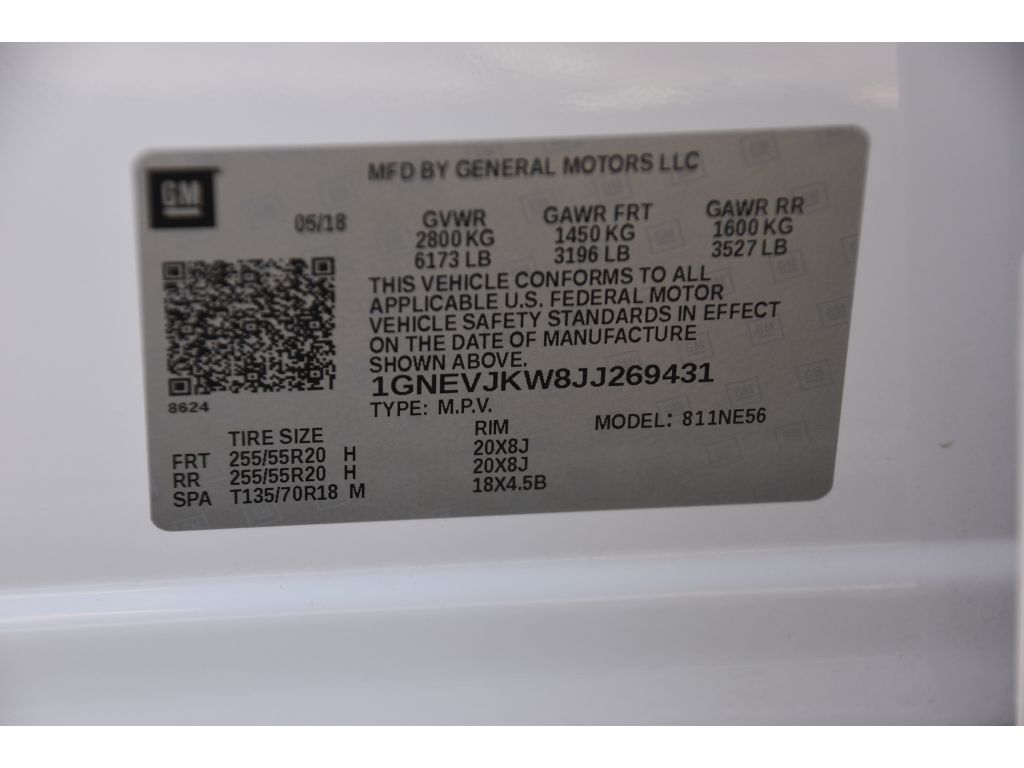 GM
MFD BY GENERAL MOTORS LLC
05/18 GVWR GAWR FRT GAWR RR
2800 KG 1450 KG 1600 KG
6173 LB 3196 LB 3527 LB
THIS VEHICLE CONFORMS TO ALL
APPLICABLE U.S. FEDERAL MOTOR
VEHICLE SAFETY STANDARDS IN EFFECT
ON THE DATE OF MANUFACTURE
SHOWN ABOVE.
1GNEVJKW8JJ269431
8624
TYPE: M.P.V. MODEL: 811NE56
TIRE SIZE RIM
FRT 255/55R20 H 20X8J
RR 255/55R20 H 20X8J
SPA T135/70R18 M 18X4.5B